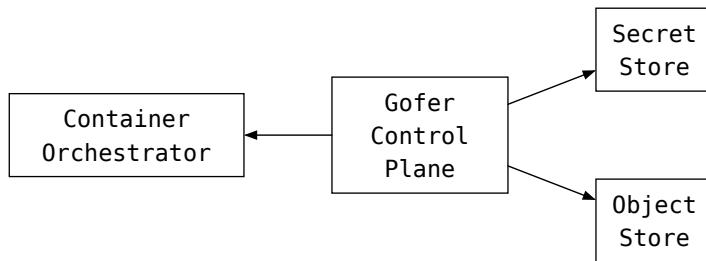 Container
Orchestrator
Gofer
Control
Plane
Secret
Store
Object
Store